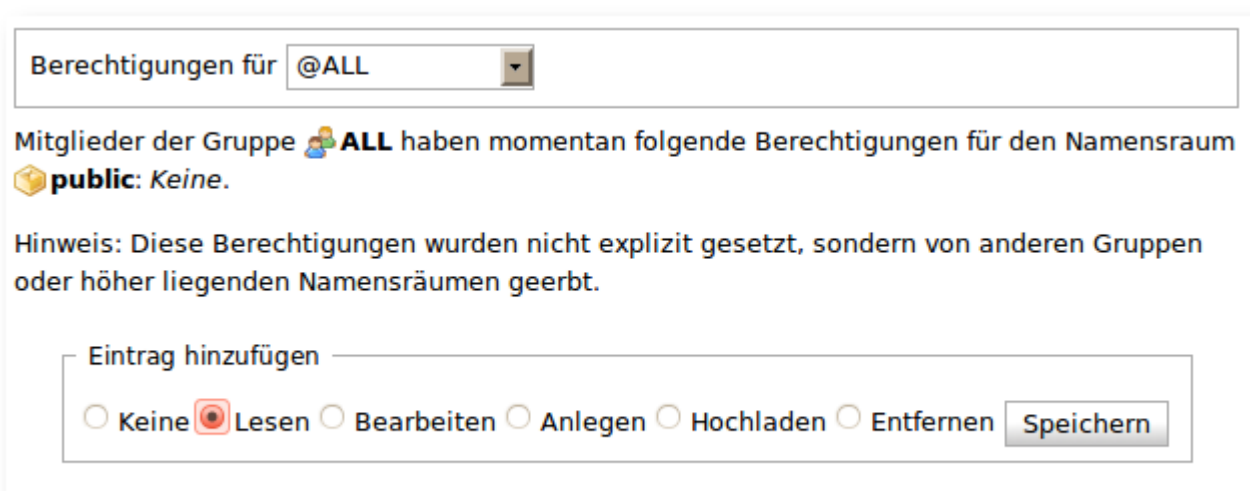 Berechtigungen für @ALL
Mitglieder der Gruppe ALL haben momentan folgende Berechtigungen für den Namensraum
public: Keine.
Hinweis: Diese Berechtigungen wurden nicht explizit gesetzt, sondern von anderen Gruppen
oder höher liegenden Namensräumen geerbt.
Eintrag hinzufügen
Keine Lesen Bearbeiten Anlegen Hochladen Entfernen Speichern